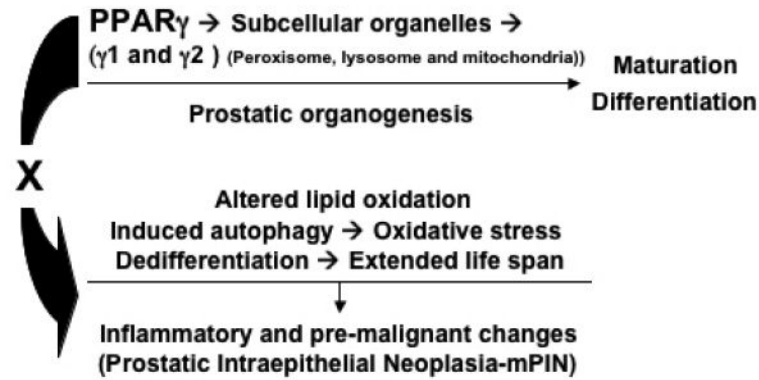 PPARγ → Subcellular organelles →
(γ1 and γ2 ) (Peroxisome, lysosome and mitochondria))
Maturation
Differentiation
Prostatic organogenesis
X
Altered lipid oxidation
Induced autophagy → Oxidative stress
Dedifferentiation → Extended life span
Inflammatory and pre-malignant changes
(Prostatic Intraepithelial Neoplasia-mPIN)